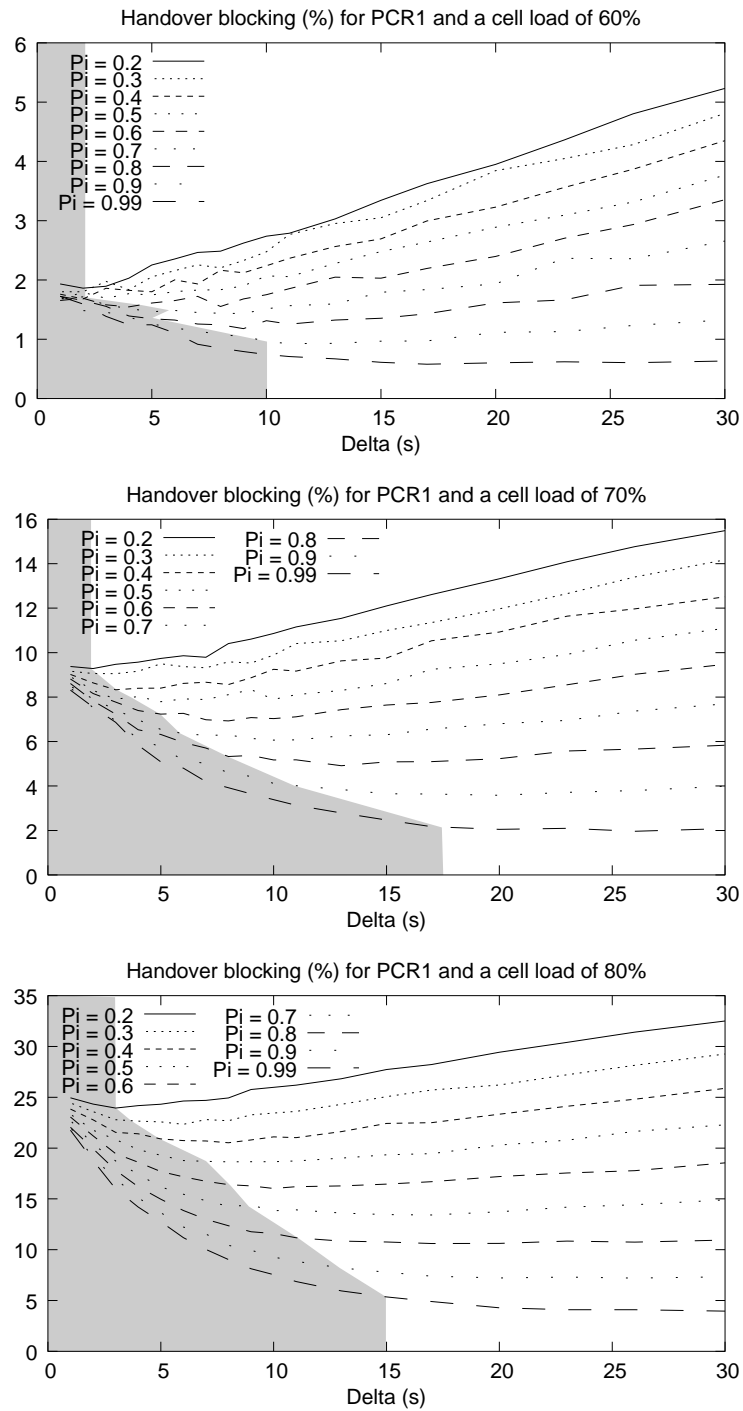 Handover blocking (%) for PCR1 and a cell load of 60%
6
5
4
3
2
1
0
Pi = 0.2
Pi = 0.3
Pi = 0.4
Pi = 0.5
Pi = 0.6
Pi = 0.7
Pi = 0.8
Pi = 0.9
Pi = 0.99
0 5 10 15 20 25 30
Delta (s)
Handover blocking (%) for PCR1 and a cell load of 70%
16
14
12
10
8
6
4
2
0
Pi = 0.2
Pi = 0.3
Pi = 0.4
Pi = 0.5
Pi = 0.6
Pi = 0.7
Pi = 0.8
Pi = 0.9
Pi = 0.99
0 5 10 15 20 25 30
Delta (s)
Handover blocking (%) for PCR1 and a cell load of 80%
35
30
25
20
15
10
5
0
Pi = 0.2
Pi = 0.3
Pi = 0.4
Pi = 0.5
Pi = 0.6
Pi = 0.7
Pi = 0.8
Pi = 0.9
Pi = 0.99
0 5 10 15 20 25 30
Delta (s)